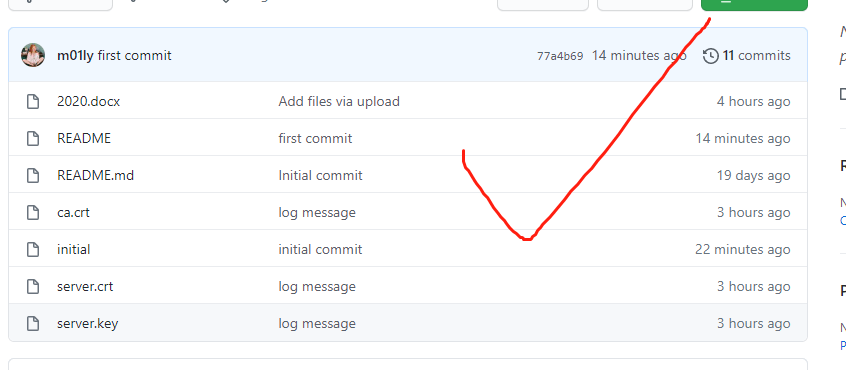 m01ly first commit 77a4b69 14 minutes ago 11 commits
2020.docx Add files via upload 4 hours ago
README first commit 14 minutes ago
README.md Initial commit 19 days ago
ca.crt log message 3 hours ago
initial initial commit 22 minutes ago
server.crt log message 3 hours ago
server.key log message 3 hours ago